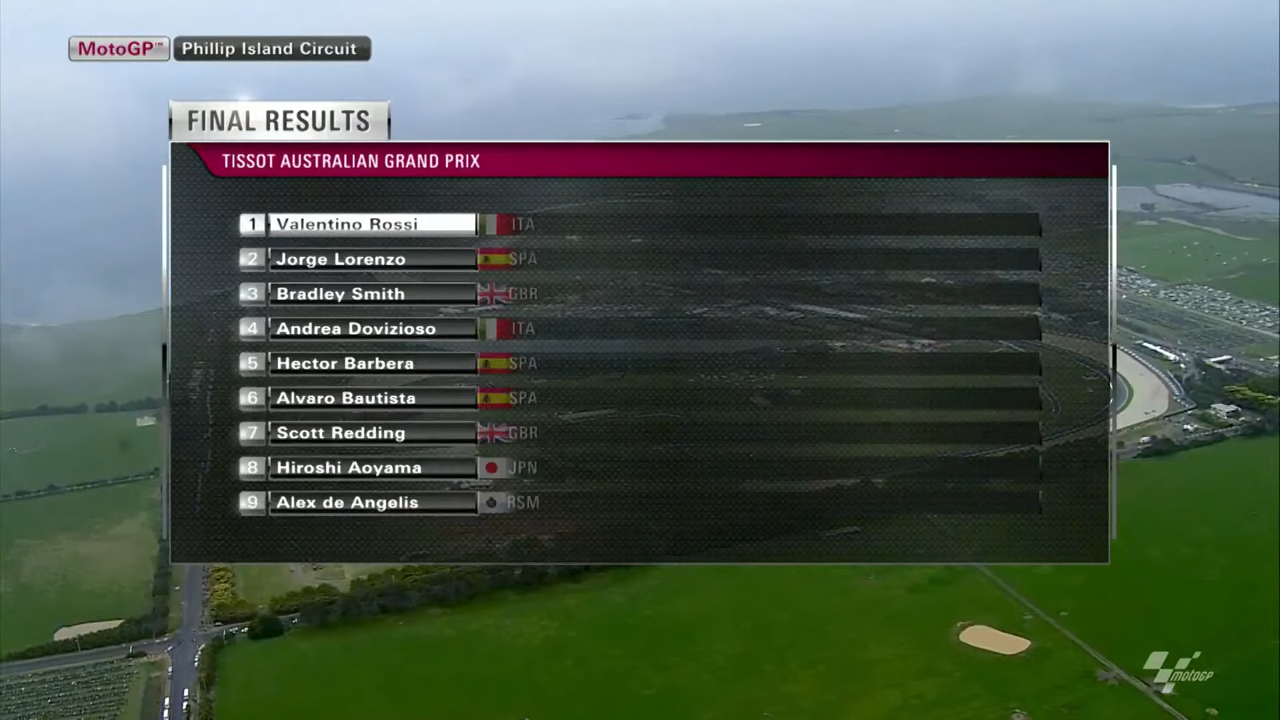 MotoGP™ Phillip Island Circuit
FINAL RESULTS
TISSOT AUSTRALIAN GRAND PRIX
1 Valentino Rossi ITA
2 Jorge Lorenzo SPA
3 Bradley Smith GBR
4 Andrea Dovizioso ITA
5 Hector Barbera SPA
6 Alvaro Bautista SPA
7 Scott Redding GBR
8 Hiroshi Aoyama JPN
9 Alex de Angelis RSM
motoGP